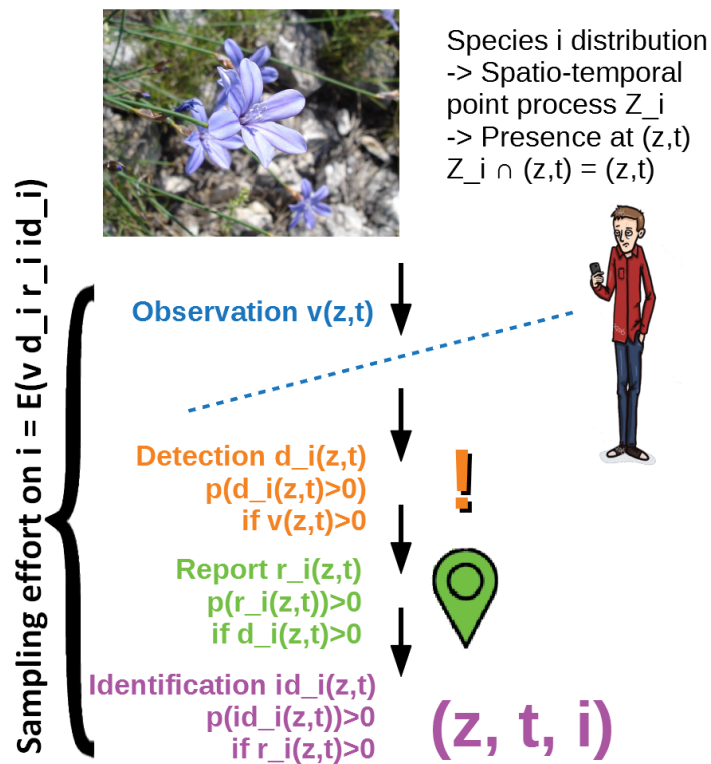 Species i distribution
-> Spatio-temporal
point process Z_i
-> Presence at (z,t)
Z_i ∩ (z,t) = (z,t)
Sampling effort on i = E(v d_i r_i id_i)
Observation v(z,t)
Detection d_i(z,t)
p(d_i(z,t)>0)
if v(z,t)>0
!
Report r_i(z,t)
p(r_i(z,t))>0
if d_i(z,t)>0
Identification id_i(z,t)
p(id_i(z,t))>0
if r_i(z,t)>0
(z, t, i)